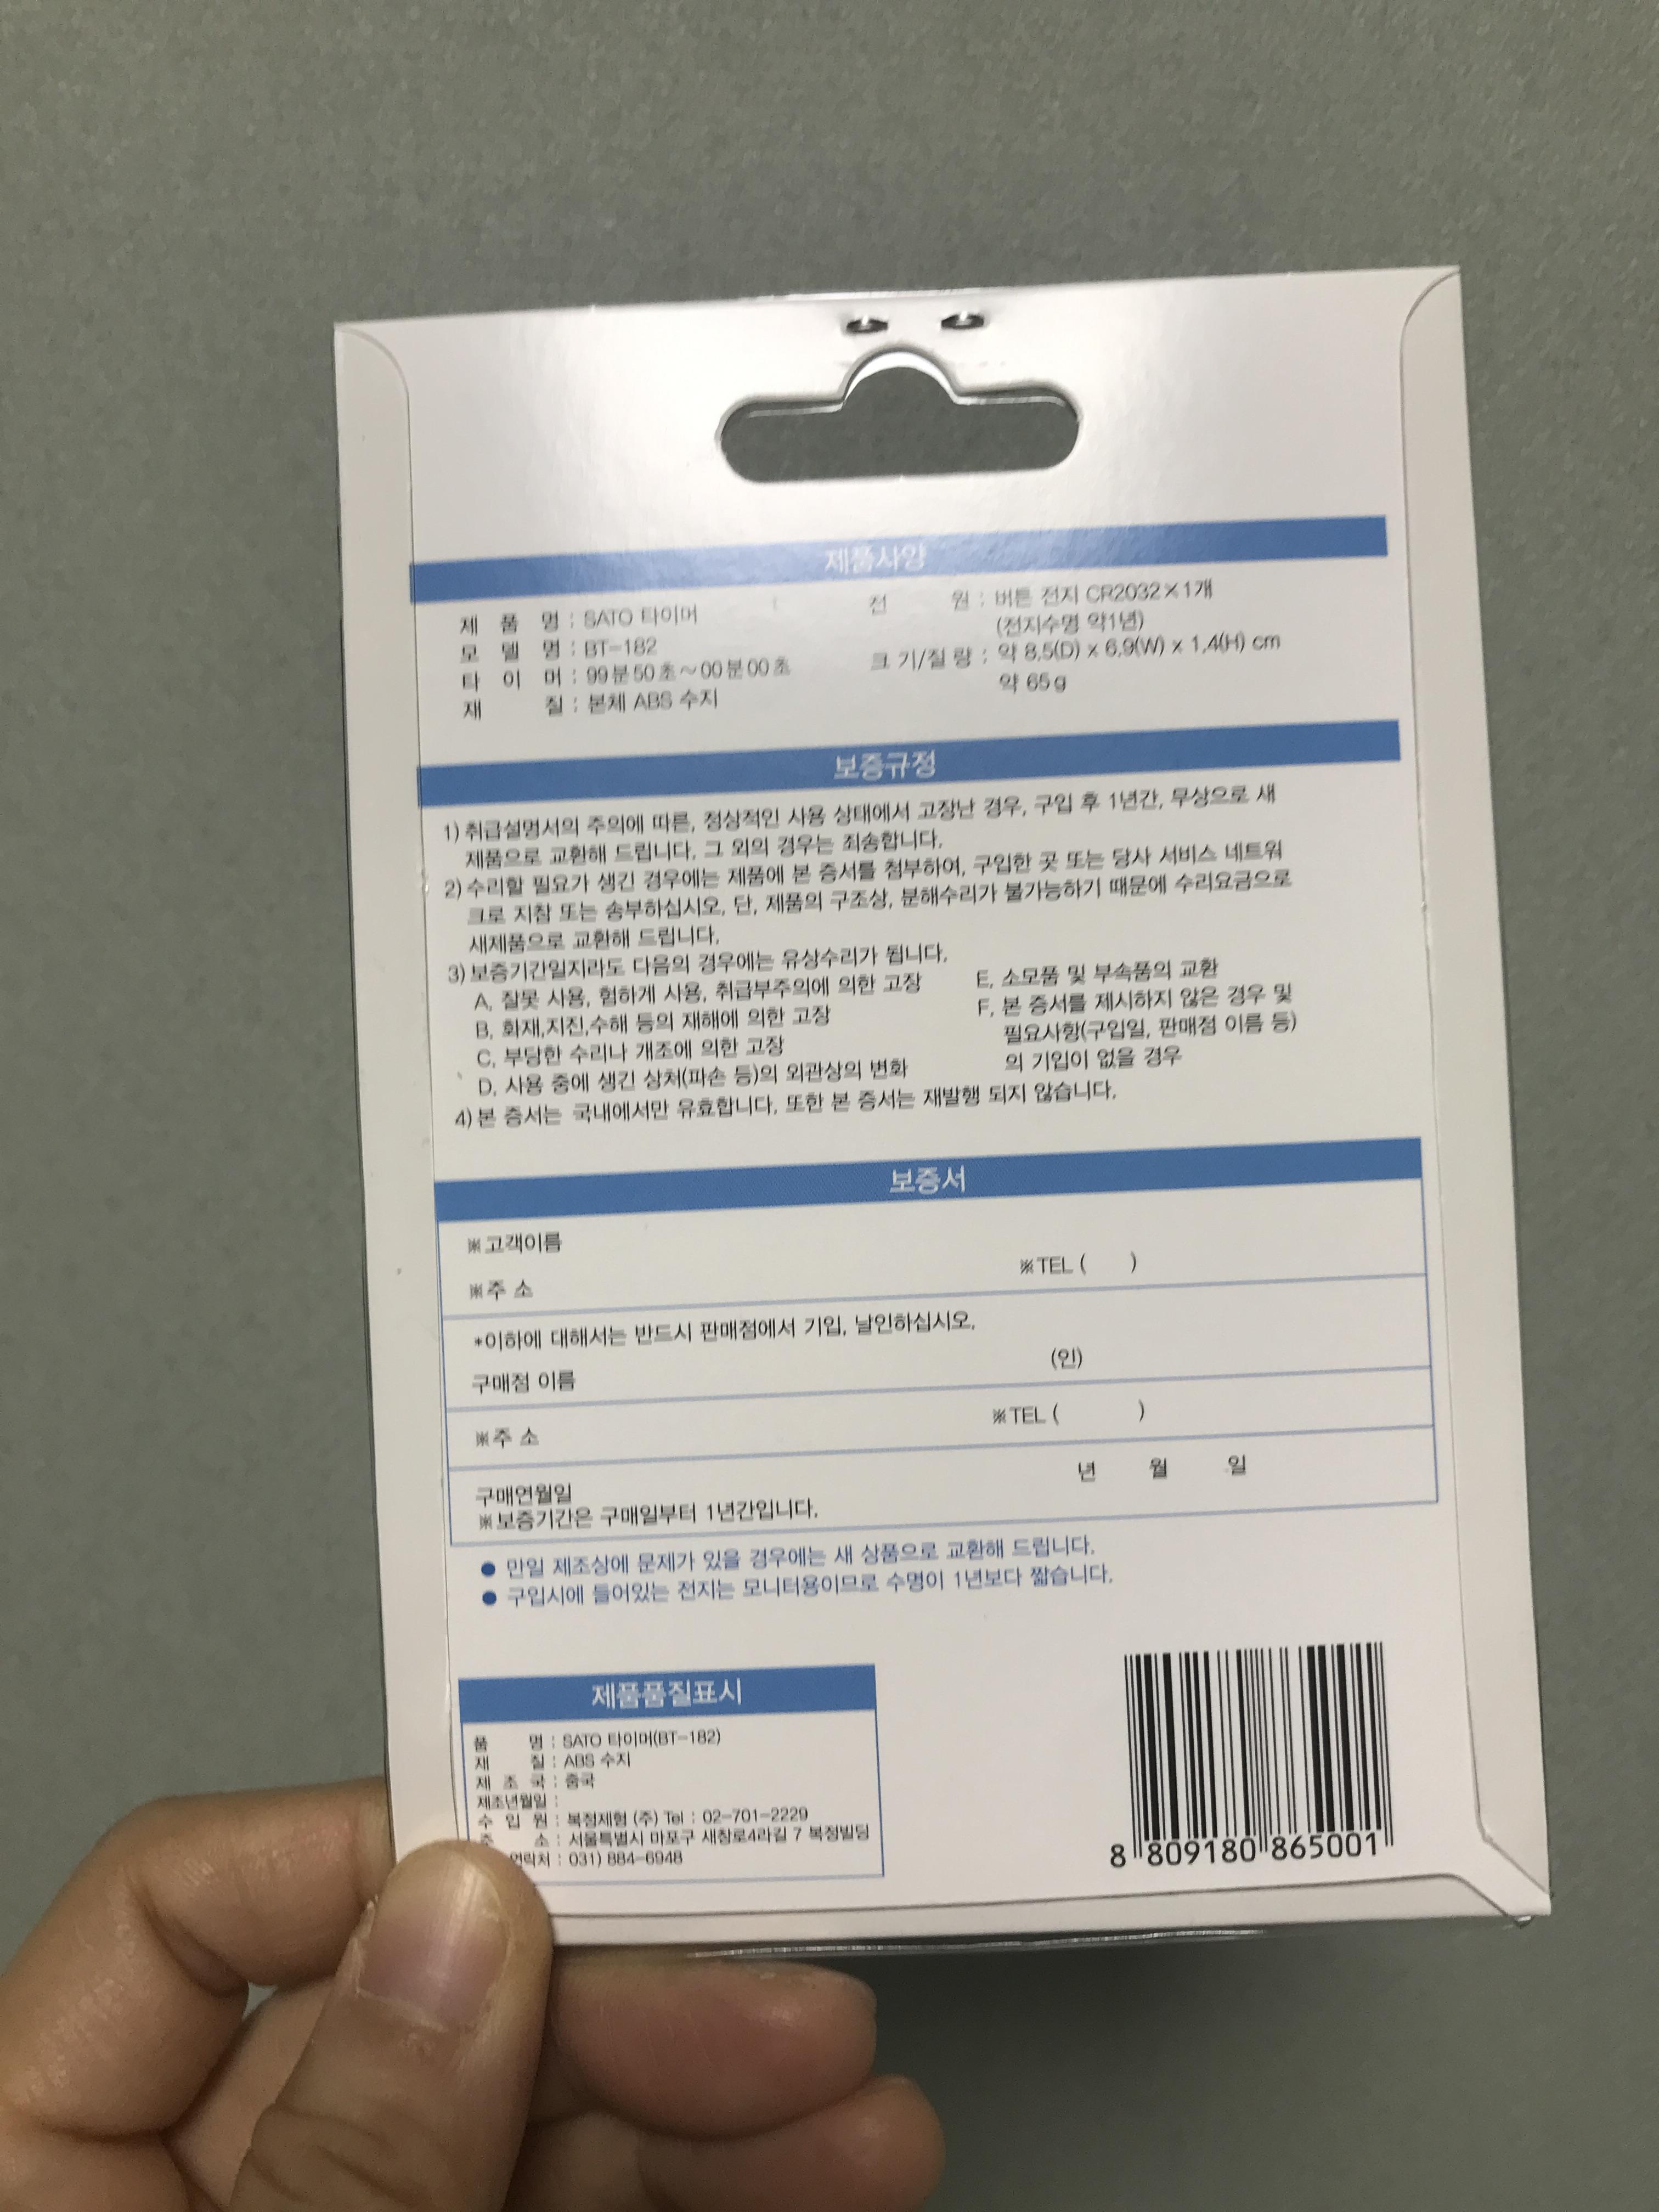 제품사양
제 품 명 : SATO 타이머
모 델 명 : BT-182
타 이 머 : 99분50초~00분00초
재 질 : 본체 ABS 수지
전 원 : 버튼 전지 CR2032×1개
(전지수명 약1년)
크 기/질 량 : 약 8.5(D) x 6.9(W) x 1.4(H) cm
약 65g
보증규정
1) 취급설명서의 주의에 따른, 정상적인 사용 상태에서 고장난 경우, 구입 후 1년간, 무상으로 새
제품으로 교환해 드립니다. 그 외의 경우는 죄송합니다.
2) 수리할 필요가 생긴 경우에는 제품에 본 증서를 첨부하여, 구입한 곳 또는 당사 서비스 네트워
크로 지참 또는 송부하십시오. 단, 제품의 구조상, 분해수리가 불가능하기 때문에 수리요금으로
새제품으로 교환해 드립니다.
3) 보증기간일지라도 다음의 경우에는 유상수리가 됩니다.
A. 잘못 사용, 험하게 사용, 취급부주의에 의한 고장
B. 화재,지진,수해 등의 재해에 의한 고장
C. 부당한 수리나 개조에 의한 고장
D. 사용 중에 생긴 상처(파손 등)의 외관상의 변화
E. 소모품 및 부속품의 교환
F. 본 증서를 제시하지 않은 경우 및
필요사항(구입일, 판매점 이름 등)
의 기입이 없을 경우
4) 본 증서는 국내에서만 유효합니다. 또한 본 증서는 재발행 되지 않습니다.
보증서
※고객이름
※주 소 ※TEL ( )
*이하에 대해서는 반드시 판매점에서 기입, 날인하십시오.
구매점 이름 (인)
※주 소 ※TEL ( )
구매연월일 년 월 일
※보증기간은 구매일부터 1년간입니다.
● 만일 제조상에 문제가 있을 경우에는 새 상품으로 교환해 드립니다.
● 구입시에 들어있는 전지는 모니터용이므로 수명이 1년보다 짧습니다.
제품품질표시
품 명 : SATO 타이머(BT-182)
재 질 : ABS 수지
제 조 국 : 중국
제조년월일 :
수 입 원 : 복정제형 (주) Tel : 02-701-2229
주 소 : 서울특별시 마포구 새창로4라길 7 복정빌딩
연락처 : 031) 884-6948
8 809180 865001